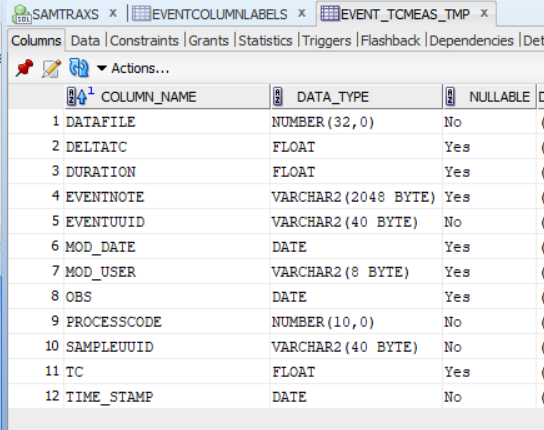 SAMTRAXS x EVENTCOLUMNLABELS x EVENT_TCMEAS_TMP x
Columns Data Constraints Grants Statistics Triggers Flashback Dependencies Det
Actions...
COLUMN_NAME DATA_TYPE NULLABLE D
1 DATAFILE NUMBER(32,0) No (
2 DELTATC FLOAT Yes (
3 DURATION FLOAT Yes (
4 EVENTNOTE VARCHAR2(2048 BYTE) Yes (
5 EVENTUUID VARCHAR2(40 BYTE) No (
6 MOD_DATE DATE Yes (
7 MOD_USER VARCHAR2(8 BYTE) Yes (
8 OBS DATE Yes (
9 PROCESSCODE NUMBER(10,0) No (
10 SAMPLEUUID VARCHAR2(40 BYTE) No (
11 TC FLOAT Yes (
12 TIME_STAMP DATE No (